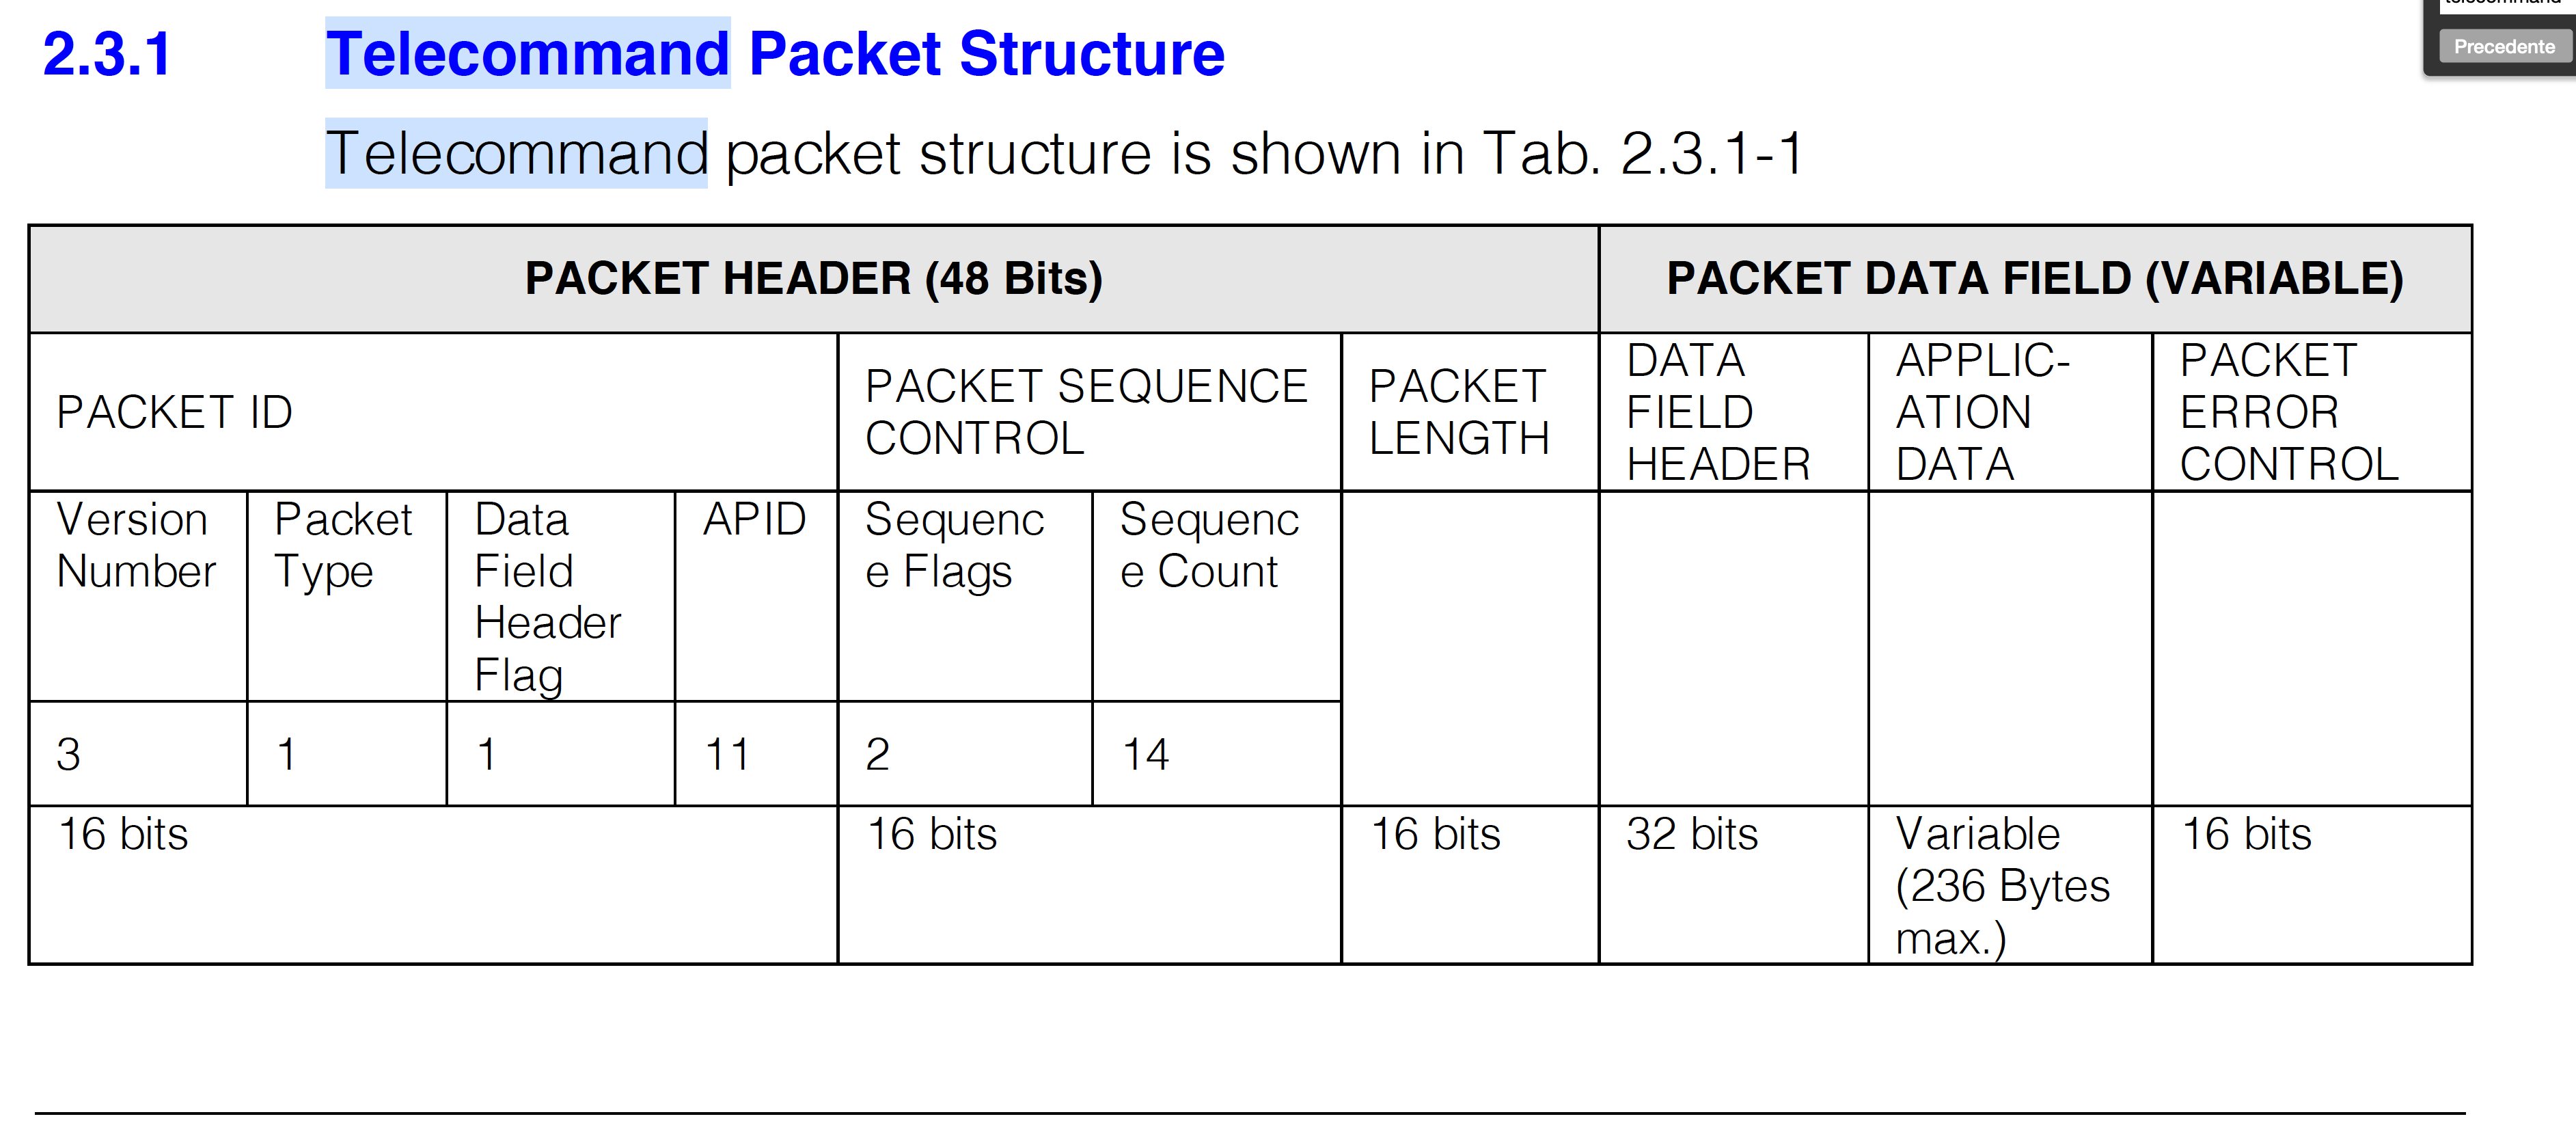 2.3.1 Telecommand Packet Structure
Precedente
Telecommand packet structure is shown in Tab. 2.3.1-1
PACKET HEADER (48 Bits) PACKET DATA FIELD (VARIABLE)
PACKET ID
PACKET SEQUENCE
CONTROL
PACKET
LENGTH
DATA
FIELD
HEADER
APPLIC-
ATION
DATA
PACKET
ERROR
CONTROL
Version
Number
Packet
Type
Data
Field
Header
Flag
APID
Sequenc
e Flags
Sequenc
e Count
3 1 1 11 2 14
16 bits 16 bits 16 bits 32 bits
Variable
(236 Bytes
max.)
16 bits